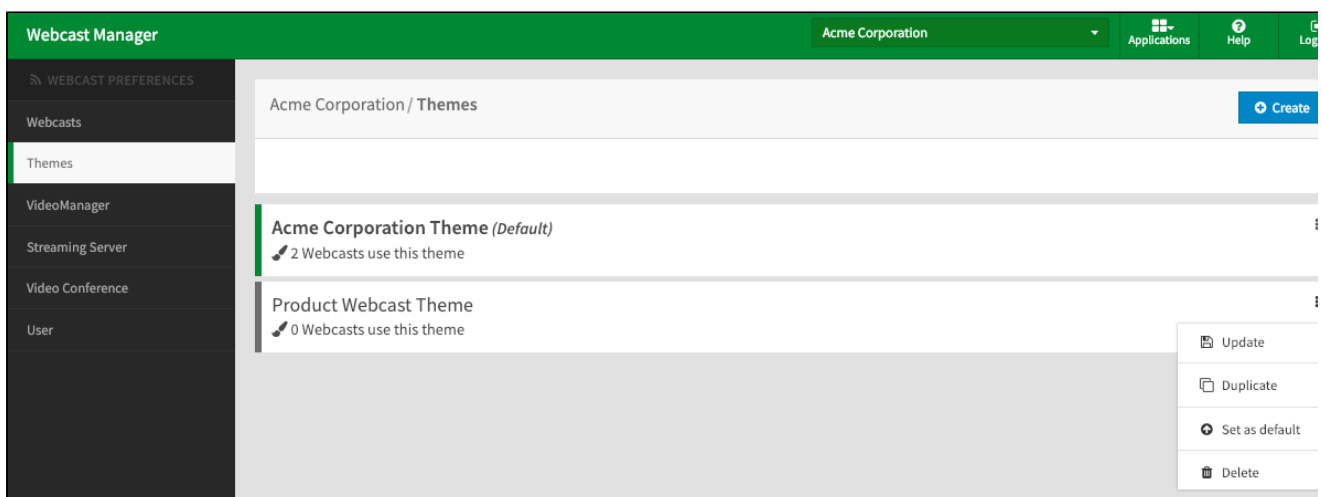 Webcast Manager
Acme Corporation
Applications
Help
Log
WEBCAST PREFERENCES
Webcasts
Themes
VideoManager
Streaming Server
Video Conference
User
Acme Corporation / Themes
Create
Acme Corporation Theme (Default)
2 Webcasts use this theme
Product Webcast Theme
0 Webcasts use this theme
Update
Duplicate
Set as default
Delete